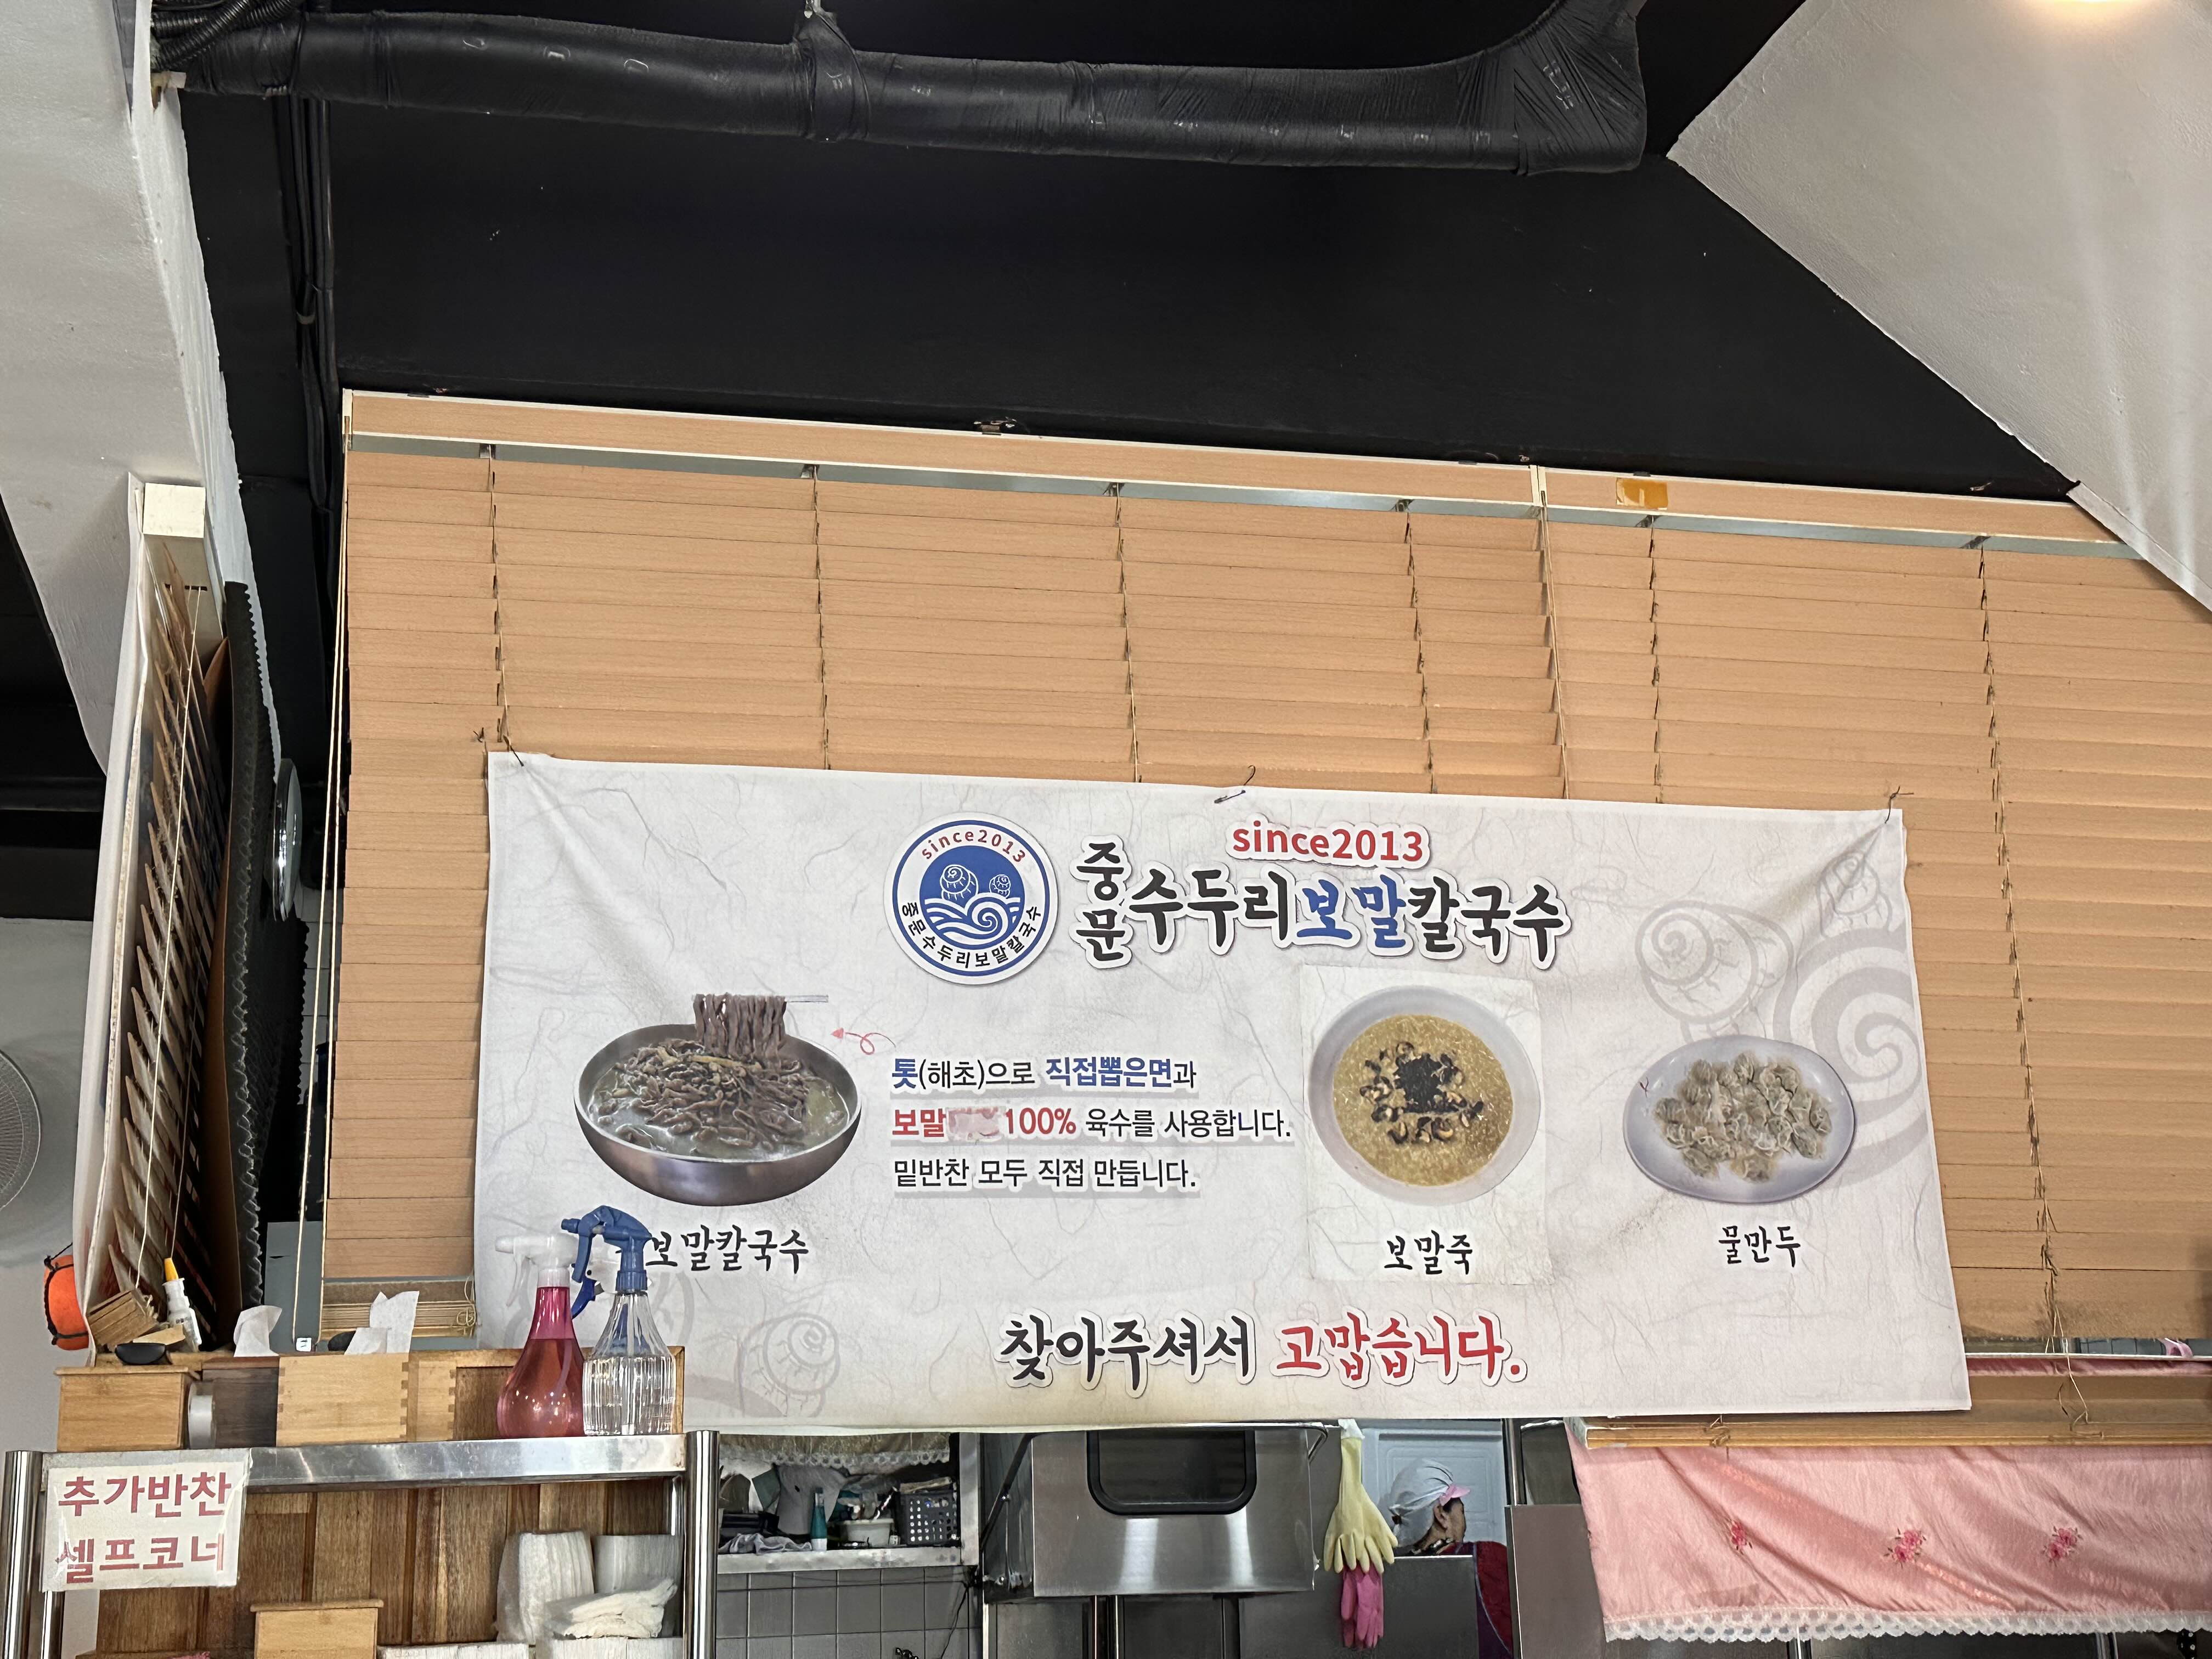 since2013
중문수두리보말칼국수
since2013
중문
수두리보말칼국수
톳(해초)으로 직접뽑은면과
보말 100% 육수를 사용합니다.
밑반찬 모두 직접 만듭니다.
보말칼국수
보말죽
물만두
찾아주셔서 고맙습니다.
추가반찬
셀프코너